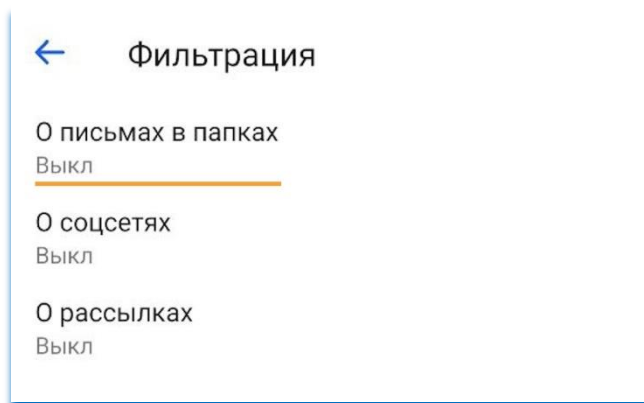 Фильтрация
О письмах в папках
Выкл
О соцсетях
Выкл
О рассылках
Выкл